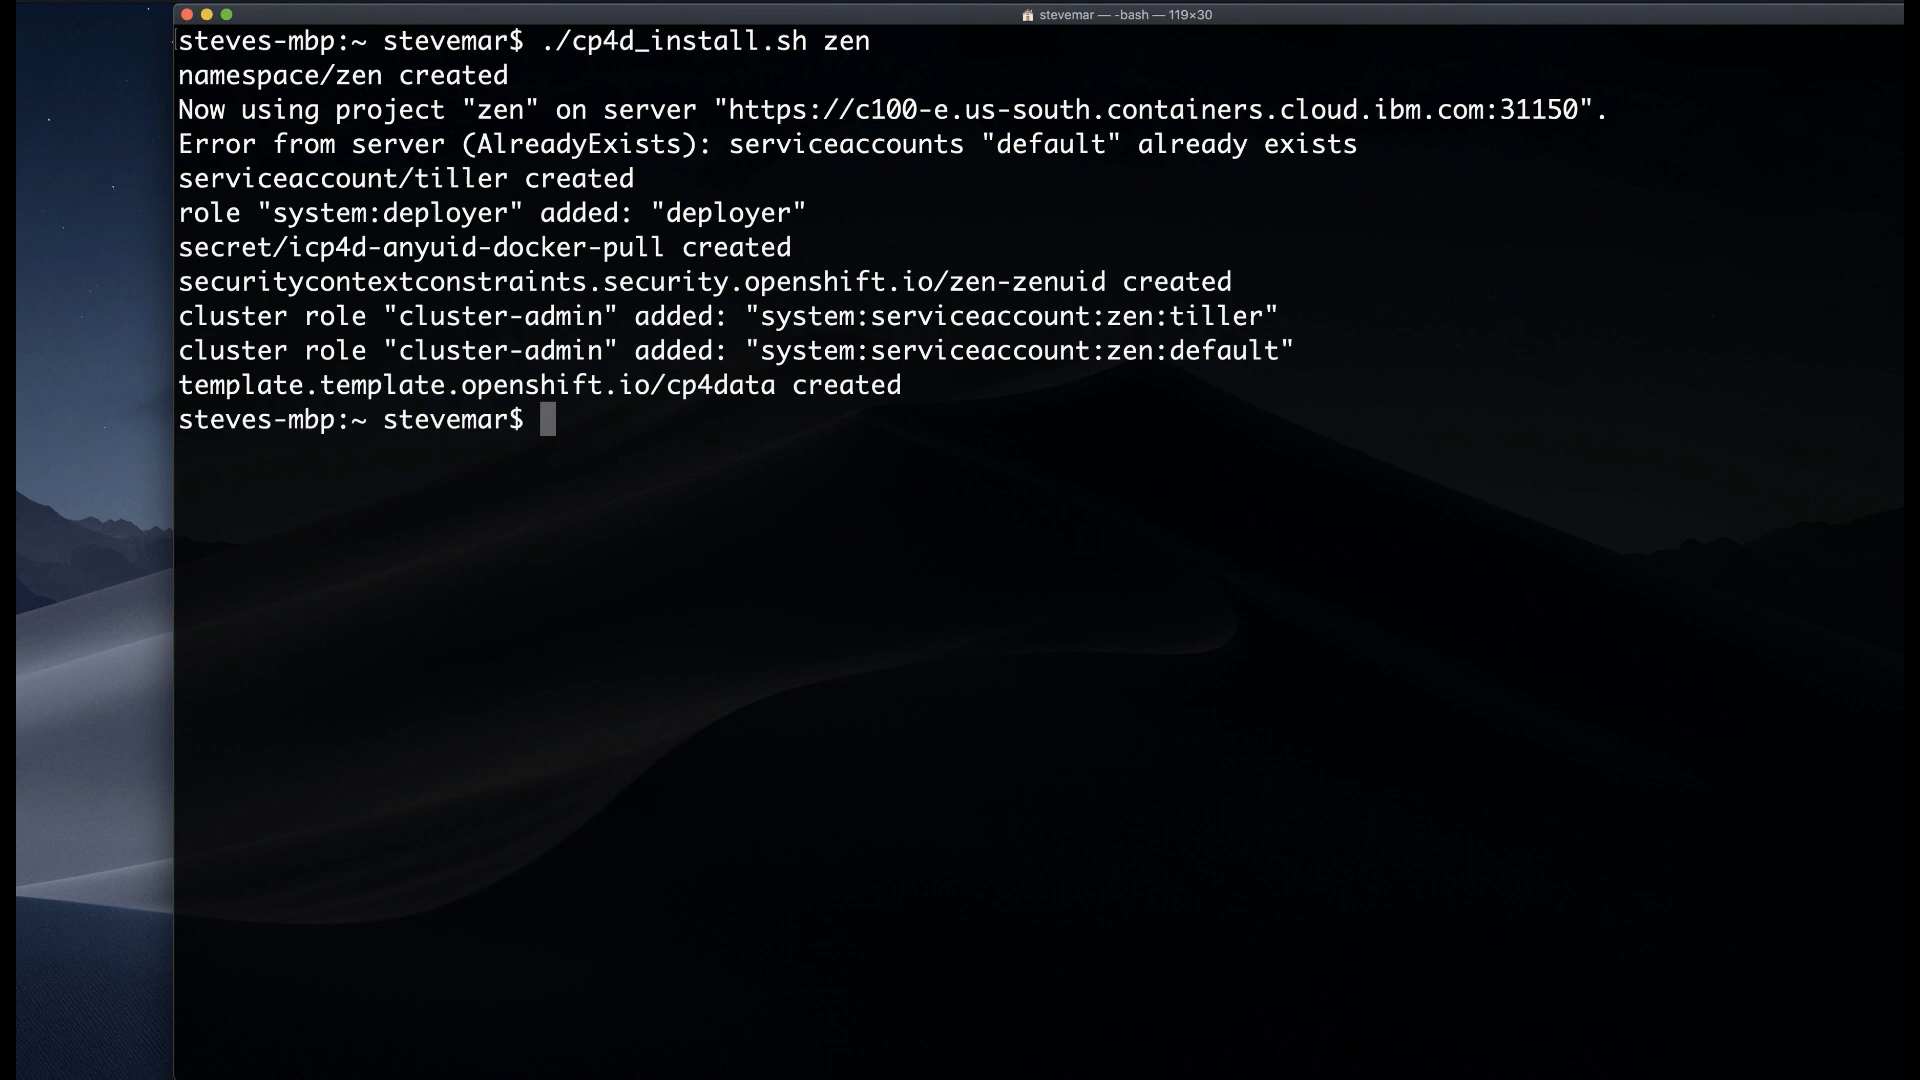 stevemar — -bash — 119×30
steves-mbp:~ stevemar$ ./cp4d_install.sh zen
namespace/zen created
Now using project "zen" on server "https://c100-e.us-south.containers.cloud.ibm.com:31150".
Error from server (AlreadyExists): serviceaccounts "default" already exists
serviceaccount/tiller created
role "system:deployer" added: "deployer"
secret/icp4d-anyuid-docker-pull created
securitycontextconstraints.security.openshift.io/zen-zenuid created
cluster role "cluster-admin" added: "system:serviceaccount:zen:tiller"
cluster role "cluster-admin" added: "system:serviceaccount:zen:default"
template.template.openshift.io/cp4data created
steves-mbp:~ stevemar$